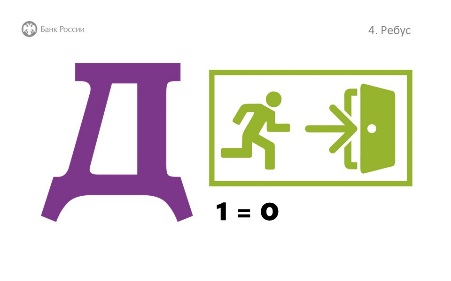 Банк России
4. Ребус
Д
1 = о